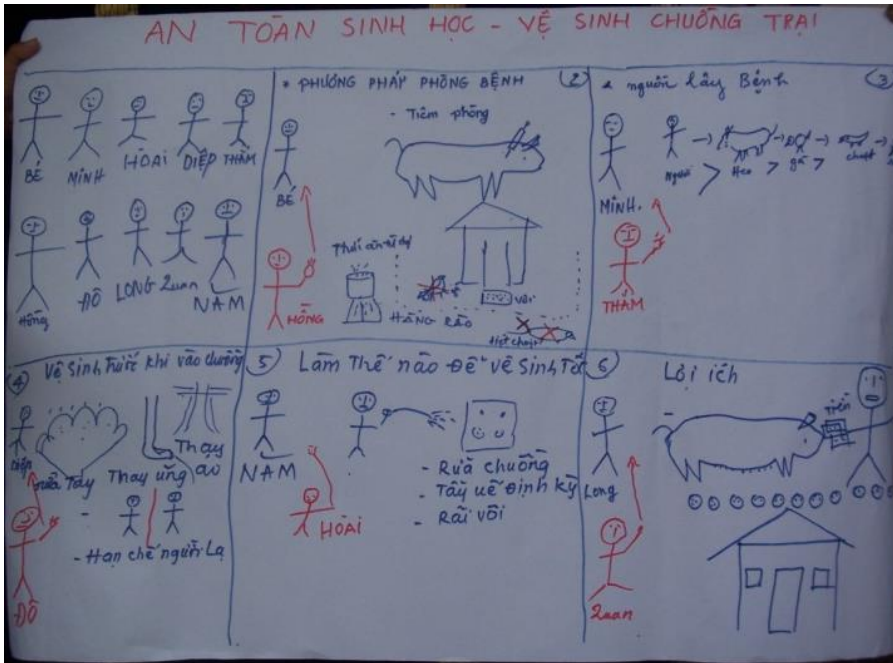 AN TOÀN SINH HỌC - VỆ SINH CHUỒNG TRẠI
BÉ MINH HOÀI DIỆP THẮM
Hồng ĐÔ LONG Quan NAM
* PHƯƠNG PHÁP PHÒNG BỆNH 2
- Tiêm phòng
BÉ
HỒNG
HÀNG RÀO
vôi
* nguồn lây Bệnh 3
người > Heo > gà > chuột
MINH.
THẮM
4 Vệ Sinh trước khi vào chuồng
Diệp
rửa Tay Thay ủng
Thay áo
- Hạn chế người Lạ
ĐÔ
5 Làm Thế nào Để vệ Sinh Tốt
NAM
HOÀI
- Rửa chuồng
- Tẩy uế Định kỳ
- Rãi vôi
6 Lợi ích
Tiền
Long
Quan